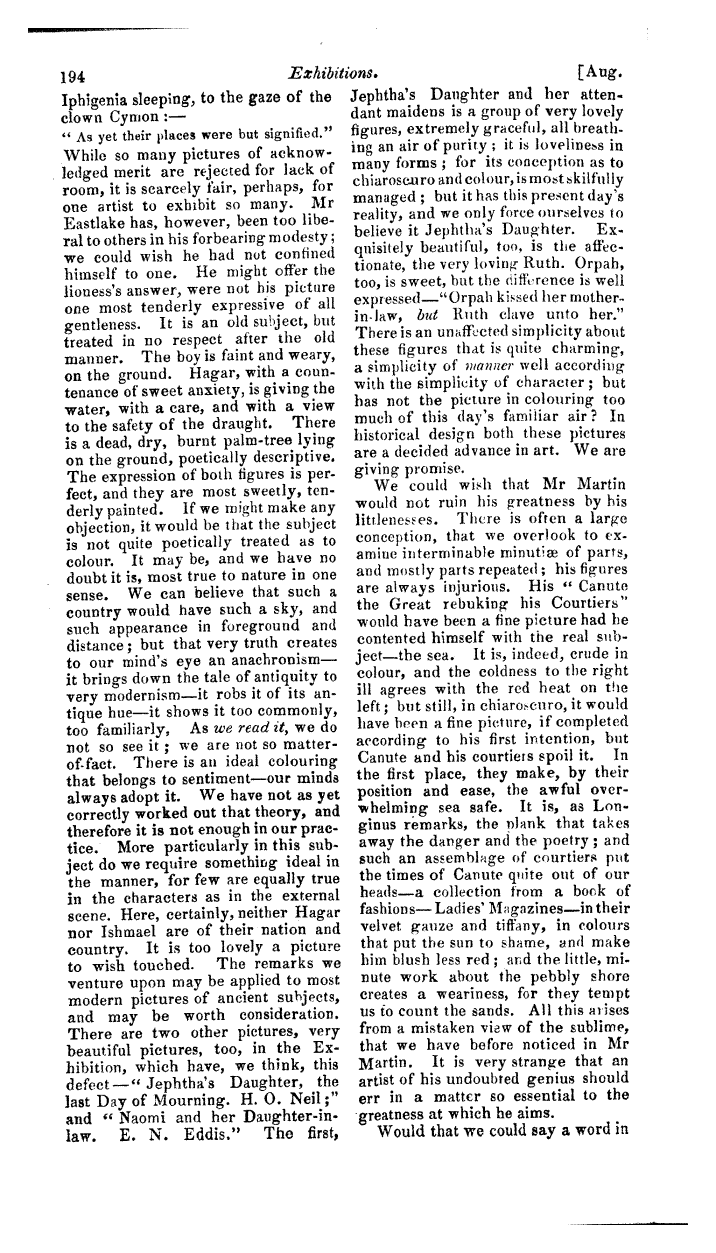 194
Exhibitions.
[Aug.
Iphigenia sleeping, to the gaze of the
clown Cymon :—
“ As yet their places were but signified.”
While so many pictures of acknow-
ledged merit are rejected for lack of
room, it is scarcely fair, perhaps, for
one artist to exhibit so many. Mr
Eastlake has, however, been too libe-
ral to others in his forbearing modesty;
we could wish he had not confined
himself to one. He might offer the
lioness’s answer, were not his picture
one most tenderly expressive of all
gentleness. It is an old subject, but
treated in no respect after the old
manner. The boy is faint and weary,
on the ground. Hagar, with a coun-
tenance of sweet anxiety, is giving the
water, with a care, and with a view
to the safety of the draught. There
is a dead, dry, burnt palm-tree lying
on the ground, poetically descriptive.
The expression of both figures is per-
fect, and they are most sweetly, ten-
derly painted. If we might make any
objection, it would be that the subject
is not quite poetically treated as to
colour. It may be, and we have no
doubt it is, most true to nature in one
sense. We can believe that such a
country would have such a sky, and
such appearance in foreground and
distance; but that very truth creates
to our mind’s eye an anachronism—
it brings down the tale of antiquity to
very modernism—it robs it of its an-
tique hue—it shows it too commonly,
too familiarly, As we read it, we do
not so see it ; we are not so matter-
of-fact. There is an ideal colouring
that belongs to sentiment—our minds
always adopt it. We have not as yet
correctly worked out that theory, and
therefore it is not enough in our prac-
tice. More particularly in this sub-
ject do we require something ideal in
the manner, for few are equally true
in the characters as in the external
scene. Here, certainly, neither Hagar
nor Ishmael are of their nation and
country. It is too lovely a picture
to wish touched. The remarks we
venture upon may be applied to most
modern pictures of ancient subjects,
and may be worth consideration.
There are two other pictures, very
beautiful pictures, too, in the Ex-
hibition, which have, we think, this
defect—“ Jephtha’s Daughter, the
last Day of Mourning. H. O. Neil ;”
and “ Naomi and her Daughter-in-
law. E. N. Eddis.” The first,
Jephtha’s Daughter and her atten-
dant maidens is a group of very lovely
figures, extremely graceful, all breath-
ing an air of purity ; it is loveliness in
many forms ; for its conception as to
chiaroscuro and colour, is most skilfully
managed ; but it has this present day’s
reality, and we only force ourselves to
believe it Jephtha’s Daughter. Ex-
quisitely beautiful, too, is the affec-
tionate, the very loving Ruth. Orpah,
too, is sweet, but the difference is well
expressed—“Orpah kissed her mother-
in-law, but Ruth clave unto her.”
There is an unaffected simplicity about
these figures that is quite charming,
a simplicity of manner well according
with the simplicity of character ; but
has not the picture in colouring too
much of this day’s familiar air? In
historical design both these pictures
are a decided advance in art. We are
giving promise.
We could wish that Mr Martin
would not ruin his greatness by his
littlenesses. There is often a large
conception, that we overlook to ex-
amine interminable minutiæ of parts,
and mostly parts repeated ; his figures
are always injurious. His “ Canute
the Great rebuking his Courtiers”
would have been a fine picture had he
contented himself with the real sub-
ject—the sea. It is, indeed, crude in
colour, and the coldness to the right
ill agrees with the red heat on the
left ; but still, in chiaroscuro, it would
have been a fine picture, if completed
according to his first intention, but
Canute and his courtiers spoil it. In
the first place, they make, by their
position and ease, the awful over-
whelming sea safe. It is, as Lon-
ginus remarks, the plank that takes
away the danger and the poetry ; and
such an assemblage of courtiers put
the times of Canute quite out of our
heads—a collection from a book of
fashions—Ladies’ Magazines—in their
velvet gauze and tiffany, in colours
that put the sun to shame, and make
him blush less red ; and the little, mi-
nute work about the pebbly shore
creates a weariness, for they tempt
us to count the sands. All this arises
from a mistaken view of the sublime,
that we have before noticed in Mr
Martin. It is very strange that an
artist of his undoubted genius should
err in a matter so essential to the
greatness at which he aims.
Would that we could say a word in